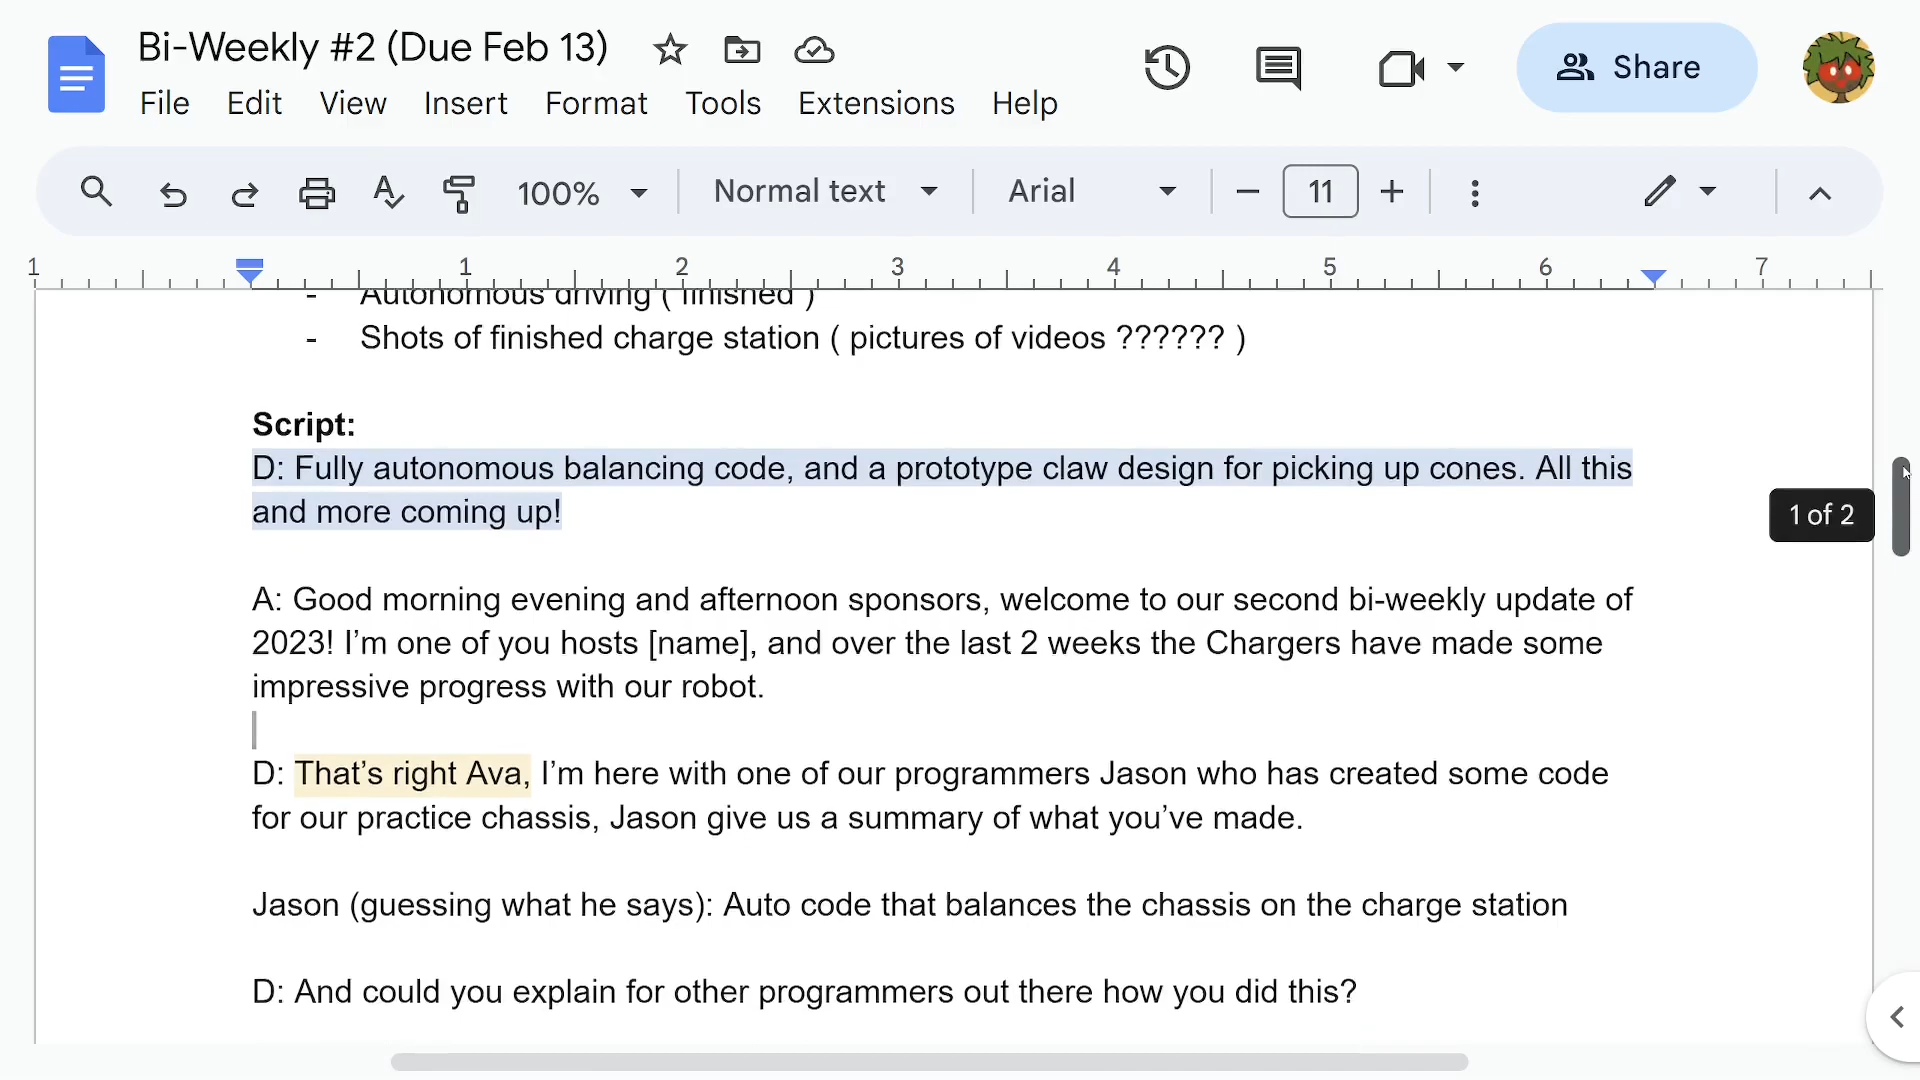 Bi-Weekly #2 (Due Feb 13)
Share
File Edit View Insert Format Tools Extensions Help
100% Normal text Arial 11
1 1 2 3 4 5 6 7
- Autonomous driving ( finished )
- Shots of finished charge station ( pictures of videos ?????? )
Script:
D: Fully autonomous balancing code, and a prototype claw design for picking up cones. All this
and more coming up!
1 of 2
A: Good morning evening and afternoon sponsors, welcome to our second bi-weekly update of
2023! I’m one of you hosts [name], and over the last 2 weeks the Chargers have made some
impressive progress with our robot.
D: That’s right Ava, I’m here with one of our programmers Jason who has created some code
for our practice chassis, Jason give us a summary of what you’ve made.
Jason (guessing what he says): Auto code that balances the chassis on the charge station
D: And could you explain for other programmers out there how you did this?